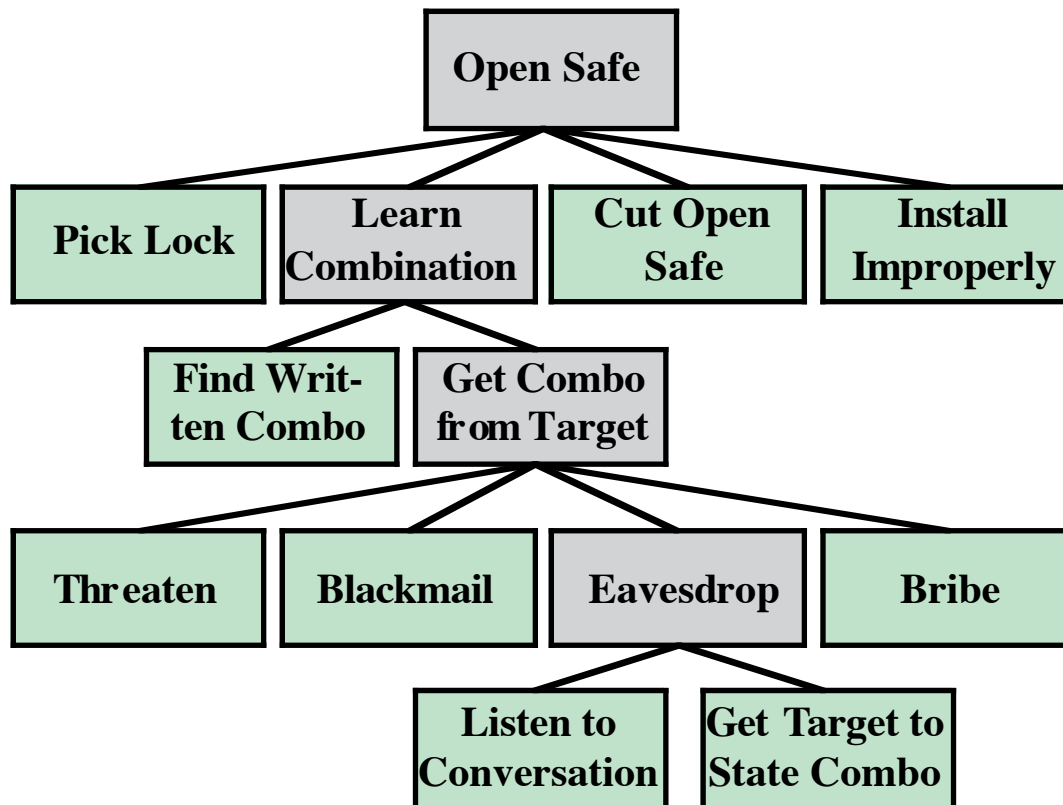 Open Safe
Pick Lock
Learn
Combination
Cut Open
Safe
Install
Improperly
Find Writ-
ten Combo
Get Combo
from Target
Threaten
Blackmail
Eavesdrop
Bribe
Listen to
Conversation
Get Target to
State Combo